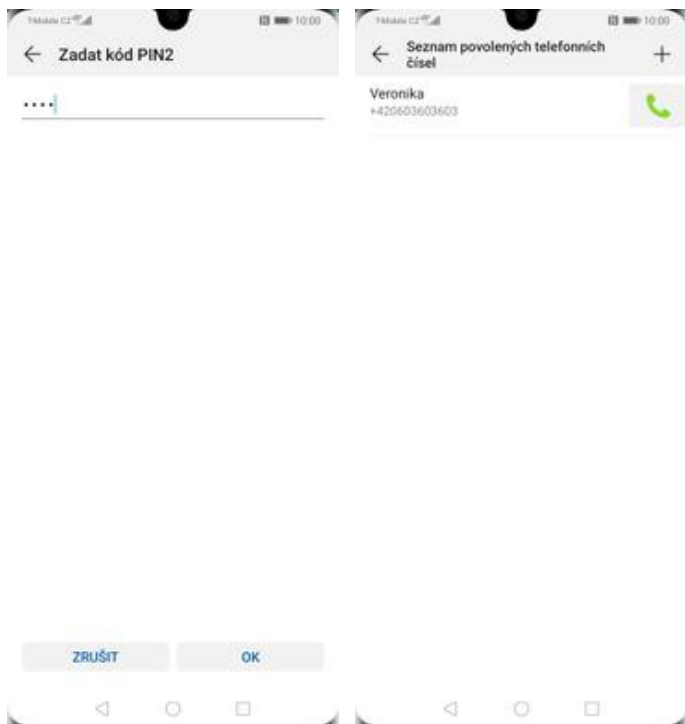 T-Mobile CZ 10:00
Zadat kód PIN2
ZRUŠIT
OK
T-Mobile CZ 10:00
Seznam povolených telefonních
čísel
Veronika
+420603603603